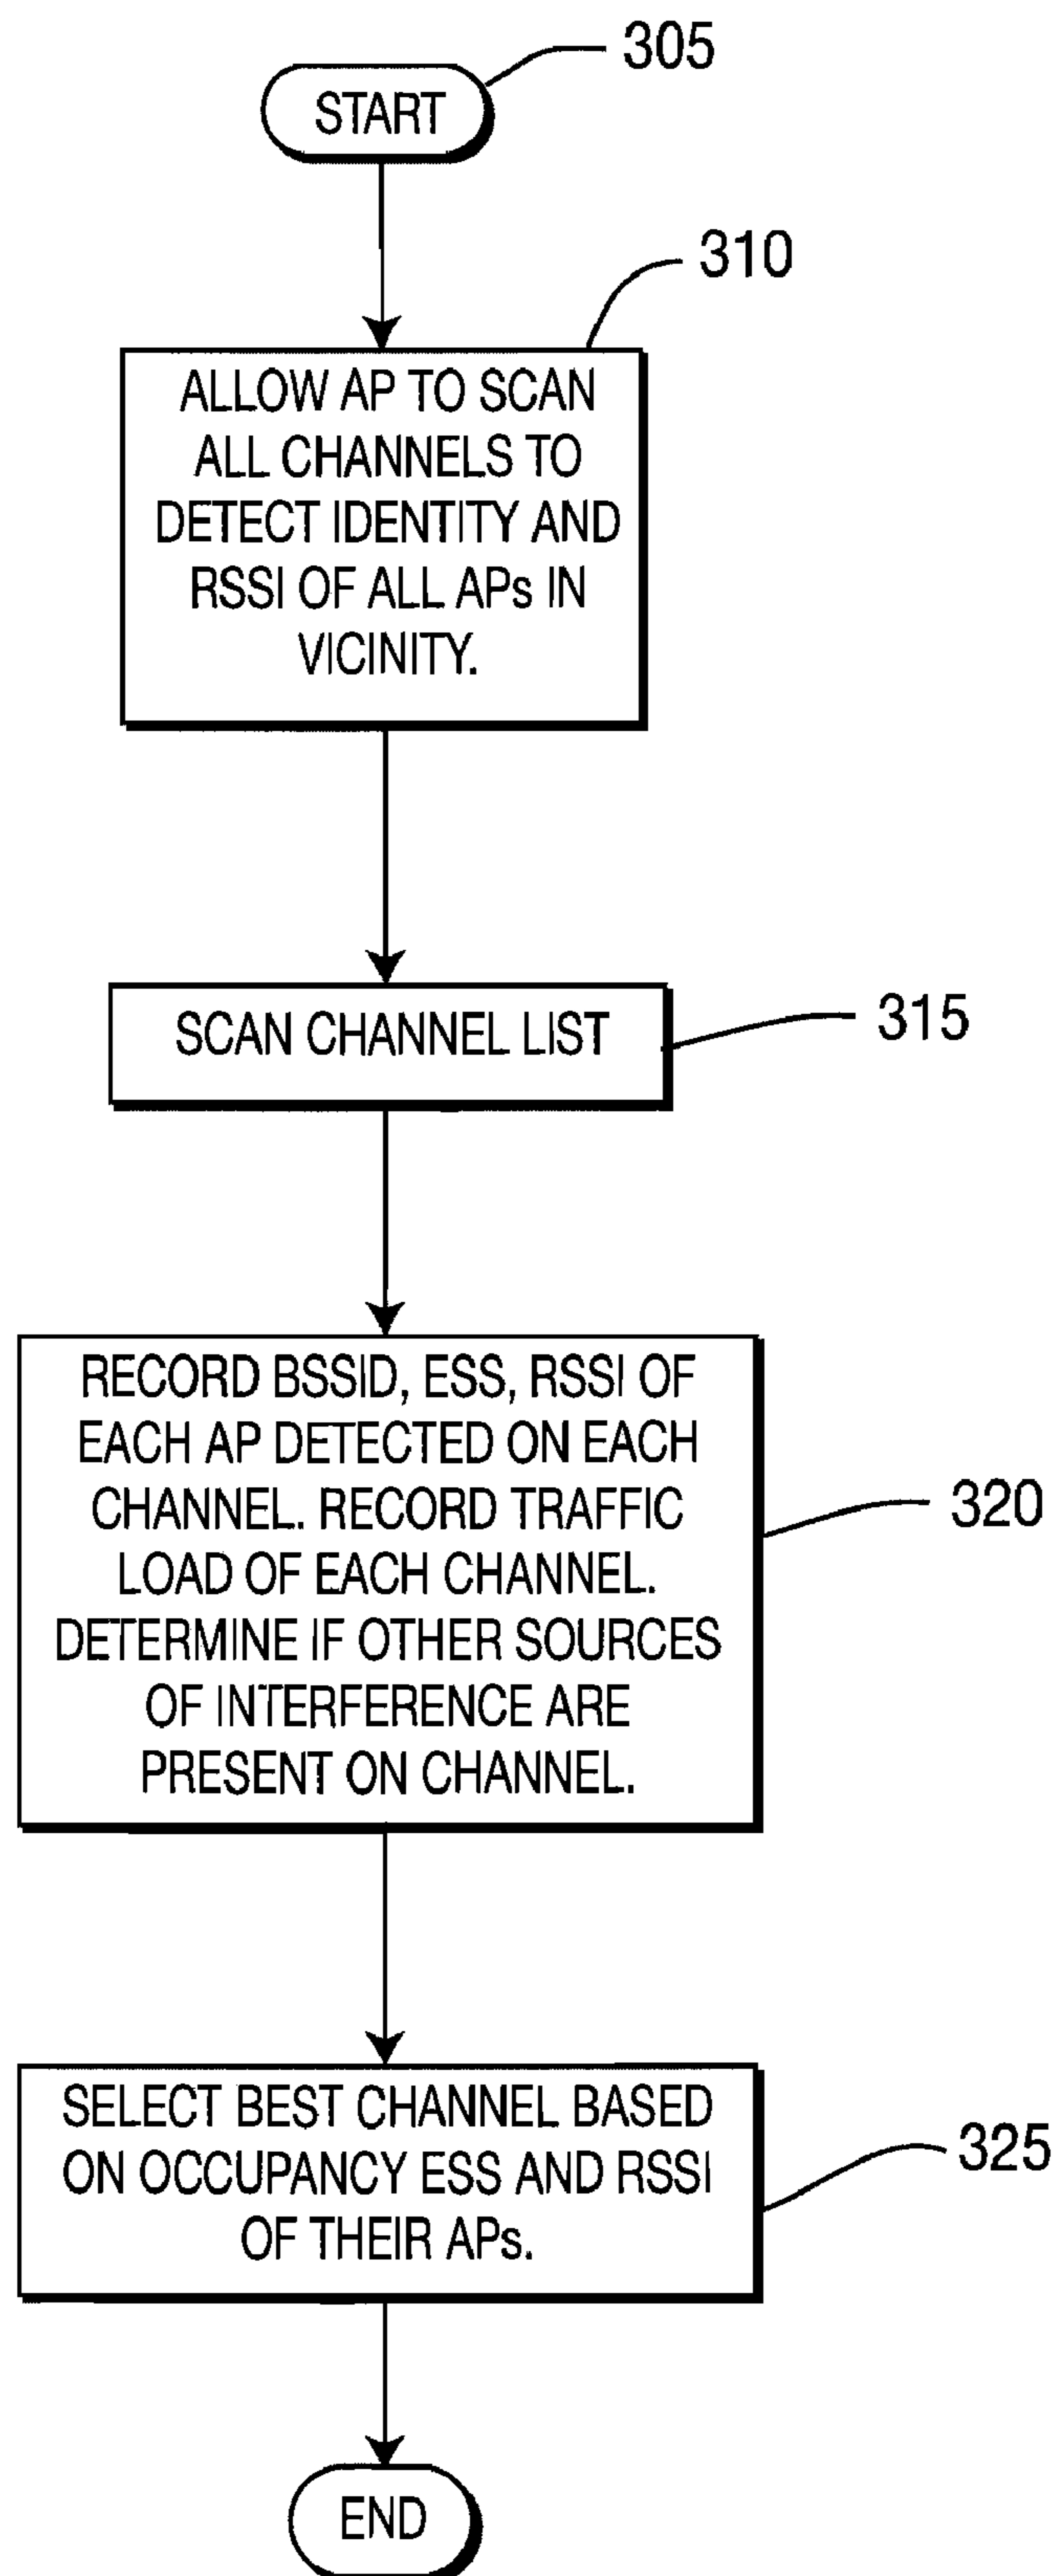 305
START
310
ALLOW AP TO SCAN
ALL CHANNELS TO
DETECT IDENTITY AND
RSSI OF ALL APs IN
VICINITY.
SCAN CHANNEL LIST
315
RECORD BSSID, ESS, RSSI OF
EACH AP DETECTED ON EACH
CHANNEL. RECORD TRAFFIC
LOAD OF EACH CHANNEL.
DETERMINE IF OTHER SOURCES
OF INTERFERENCE ARE
PRESENT ON CHANNEL.
320
SELECT BEST CHANNEL BASED
ON OCCUPANCY ESS AND RSSI
OF THEIR APs.
325
END